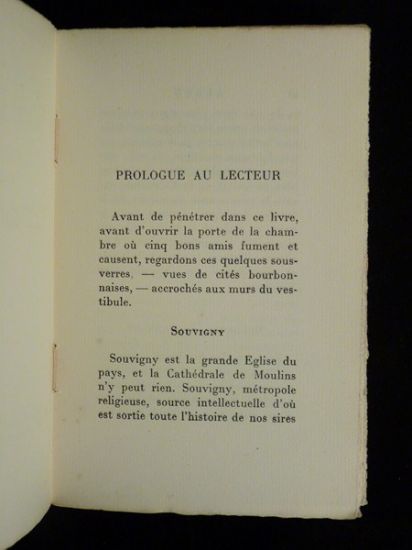 PROLOGUE AU LECTEUR
Avant de pénétrer dans ce livre,
avant d'ouvrir la porte de la cham-
bre où cinq bons amis fument et
causent, regardons ces quelques sous-
verres, — vues de cités bourbon-
naises, — accrochés aux murs du ves-
tibule.
SOUVIGNY
Souvigny est la grande Eglise du
pays, et la Cathédrale de Moulins
n'y peut rien. Souvigny, métropole
religieuse, source intellectuelle d'où
est sortie toute l'histoire de nos sires